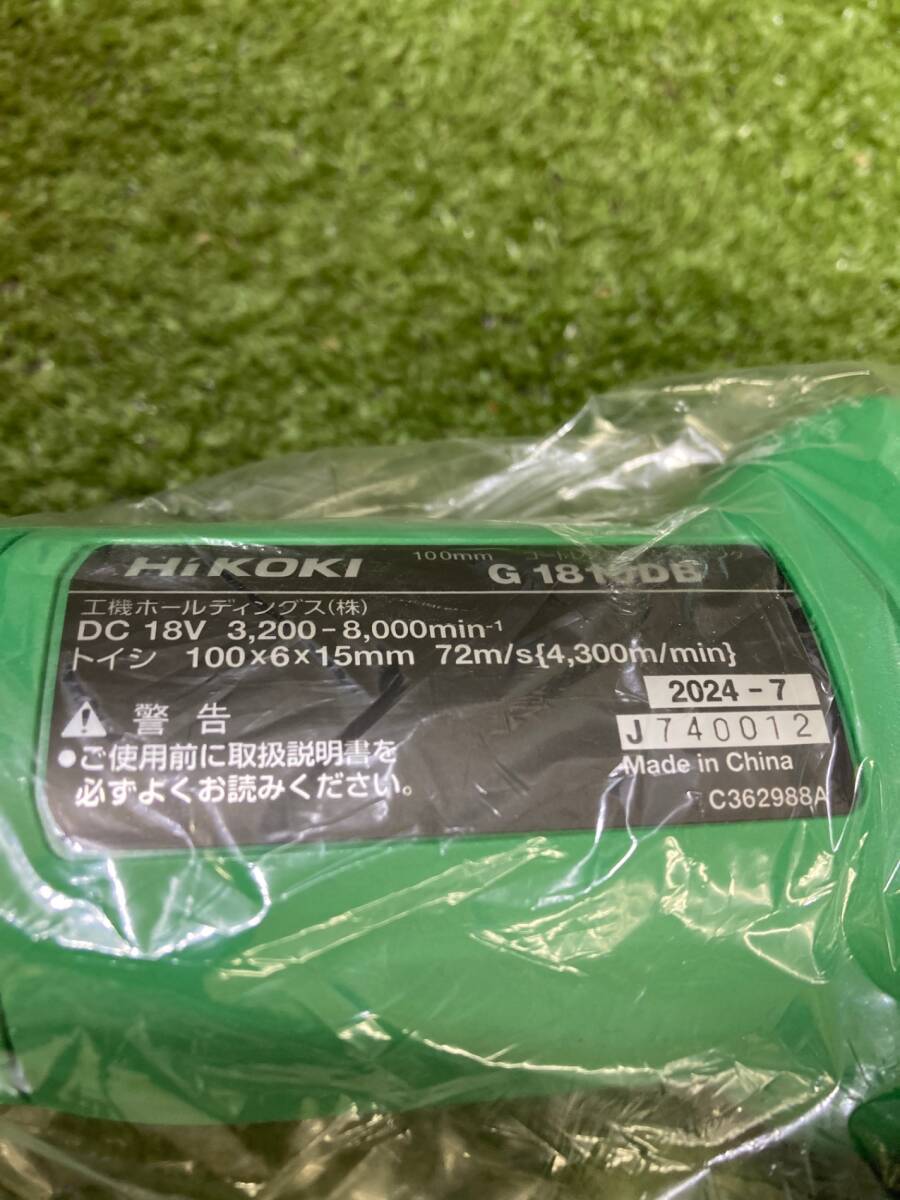 HiKOKI
100mm
G 1810DB
工機ホールディングス(株)
DC 18V 3,200-8,000min-1
トイシ 100×6×15mm 72m/s{4,300m/min}
2024-7
J 740012
警告
●ご使用前に取扱説明書を
必ずよくお読みください。
Made in China
C362988A